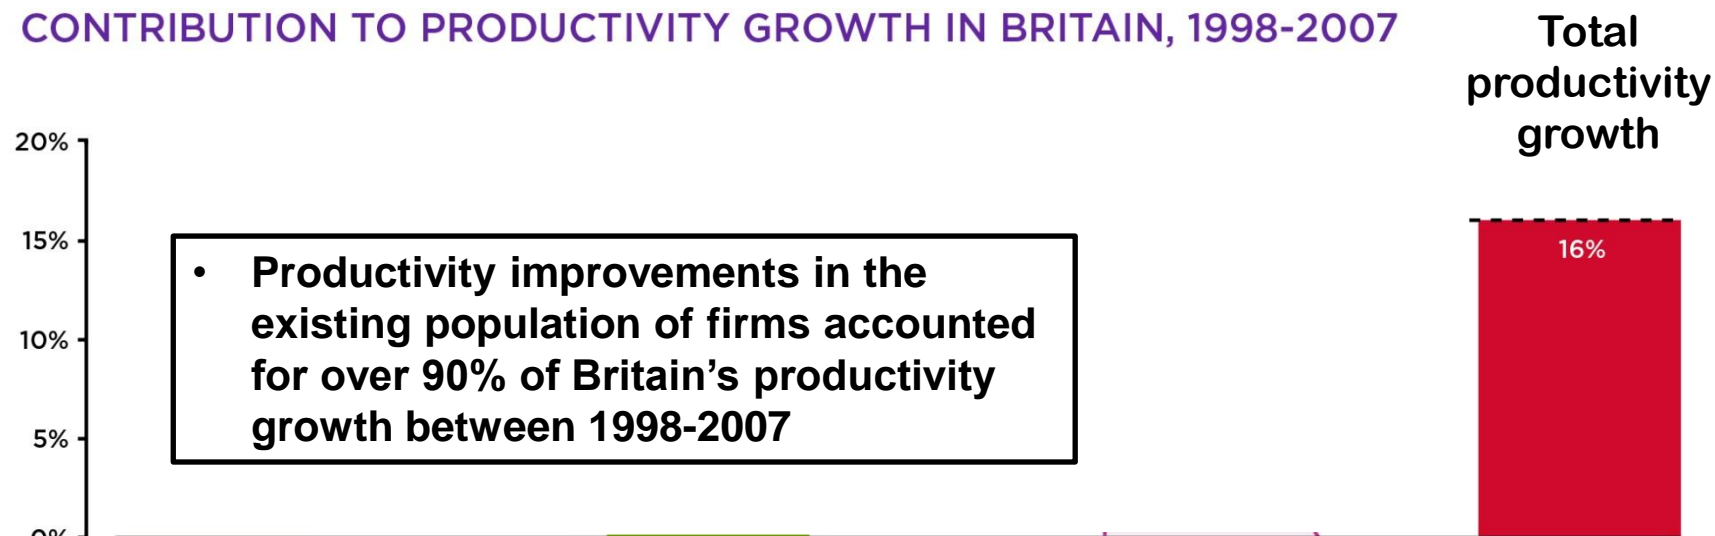 CONTRIBUTION TO PRODUCTIVITY GROWTH IN BRITAIN, 1998-2007
Total
productivity
growth
20%
15%
10%
5%
0%
• Productivity improvements in the
existing population of firms accounted
for over 90% of Britain’s productivity
growth between 1998-2007
16%